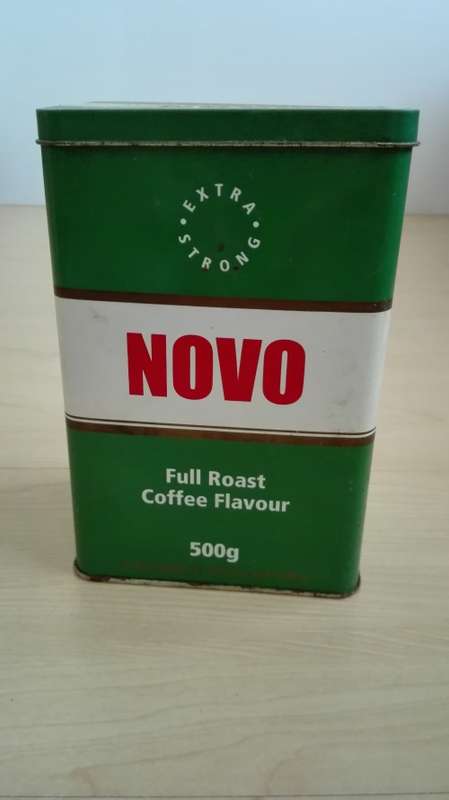 • EXTRA •
STRONG
NOVO
Full Roast
Coffee Flavour
500g